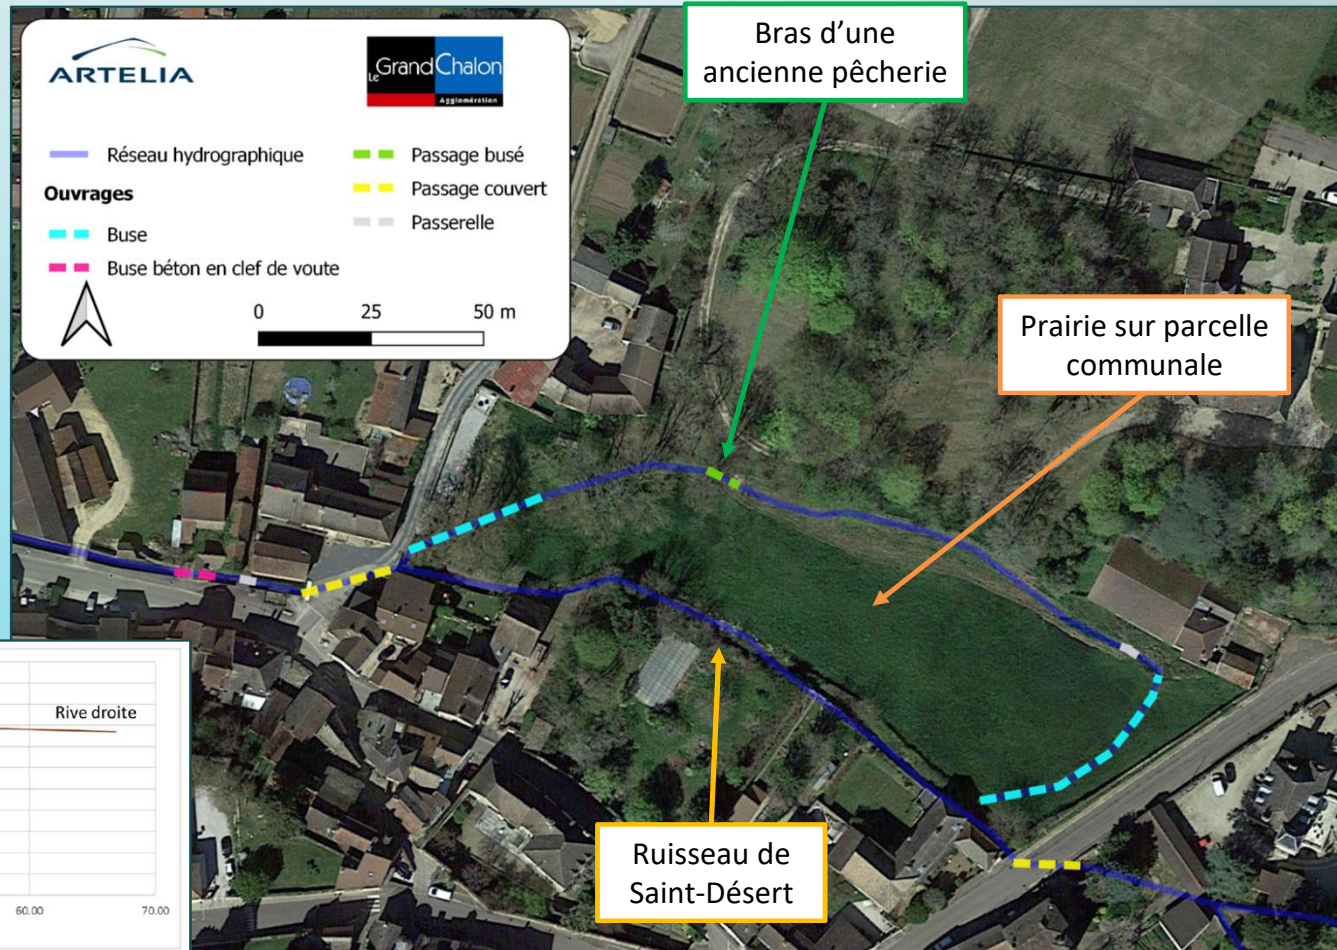 ARTELIA
Le GrandChalon
Agglomération
Réseau hydrographique
Ouvrages
Buse
Buse béton en clef de voute
Passage busé
Passage couvert
Passerelle
0 25 50 m
Bras d’une
ancienne pêcherie
Prairie sur parcelle
communale
Ruisseau de
Saint-Désert
Rive droite
60.00 70.00